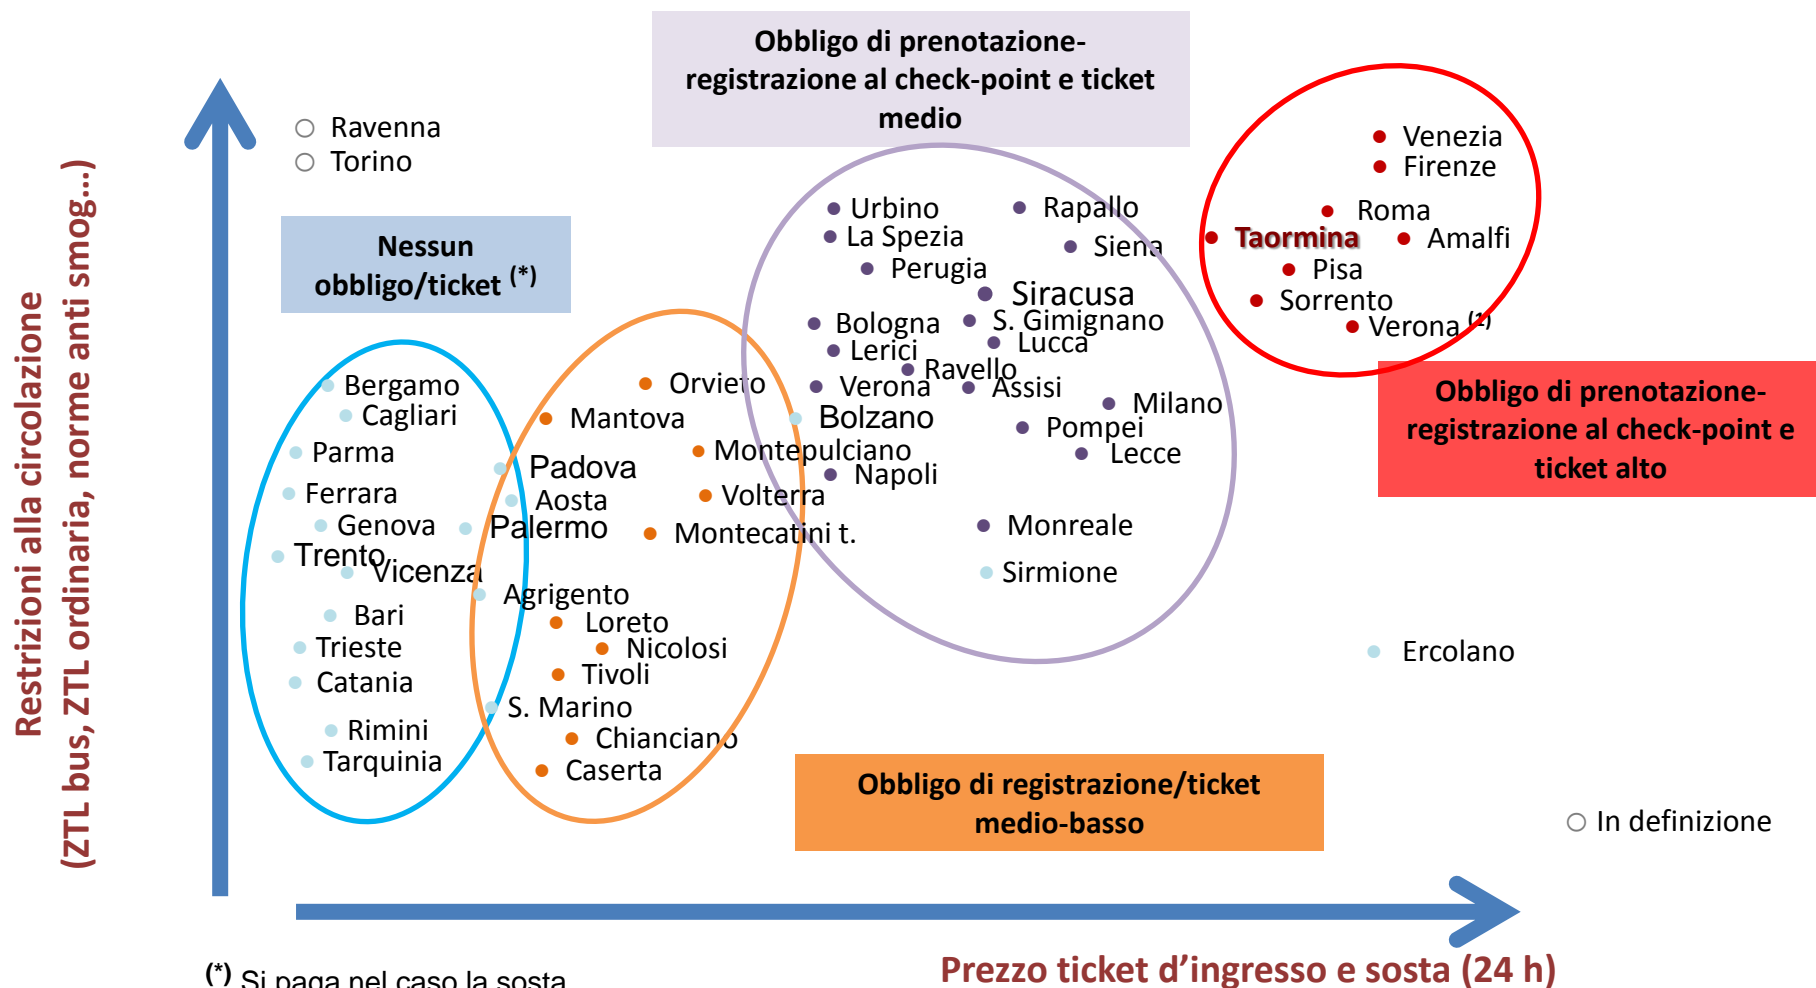 Obbligo di prenotazione-
registrazione al check-point e ticket
medio
Restrizioni alla circolazione
(ZTL bus, ZTL ordinaria, norme anti smog...)
Ravenna
Torino
Nessun
obbligo/ticket (*)
Venezia
Firenze
Roma
Taormina
Amalfi
Pisa
Sorrento
Verona (1)
Urbino
Rapallo
La Spezia
Siena
Perugia
Siracusa
Bologna
S. Gimignano
Lerici
Lucca
Ravello
Verona
Assisi
Milano
Bolzano
Pompei
Lecce
Napoli
Monreale
Sirmione
Obbligo di prenotazione-
registrazione al check-point e
ticket alto
Bergamo
Cagliari
Parma
Ferrara
Genova
Trento
Vicenza
Bari
Trieste
Catania
Rimini
Tarquinia
Orvieto
Mantova
Montepulciano
Padova
Volterra
Aosta
Palermo
Montecatini t.
Agrigento
Loreto
Nicolosi
Tivoli
S. Marino
Chianciano
Caserta
Ercolano
Obbligo di registrazione/ticket
medio-basso
In definizione
Prezzo ticket d'ingresso e sosta (24 h)
(*) Si paga nel caso la sosta